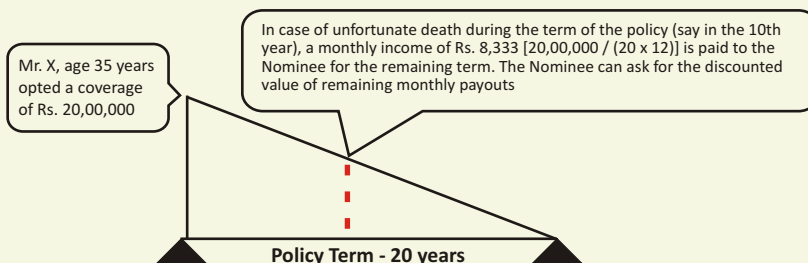 Mr. X, age 35 years
opted a coverage
of Rs. 20,00,000
In case of unfortunate death during the term of the policy (say in the 10th
year), a monthly income of Rs. 8,333 [20,00,000 / (20 x 12)] is paid to the
Nominee for the remaining term. The Nominee can ask for the discounted
value of remaining monthly payouts
Policy Term - 20 years